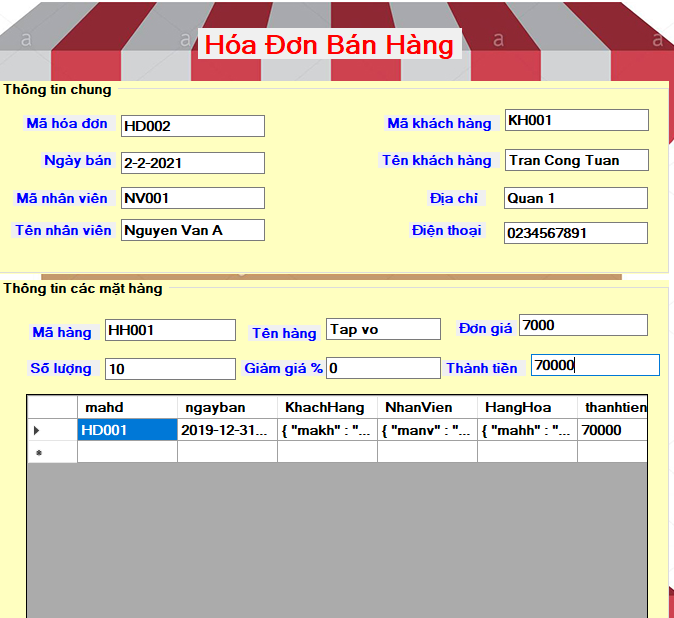 Hóa Đơn Bán Hàng
Thông tin chung
Mã hóa đơn HD002
Mã khách hàng KH001
Ngày bán 2-2-2021
Tên khách hàng Tran Cong Tuan
Mã nhân viên NV001
Địa chỉ Quan 1
Tên nhân viên Nguyen Van A
Điện thoại 0234567891
Thông tin các mặt hàng
Mã hàng HH001 Tên hàng Tap vo Đơn giá 7000
Số lượng 10 Giảm giá % 0 Thành tiền 70000
mahd ngayban KhachHang NhanVien HangHoa thanhtien
HD001 2019-12-31... { "makh" : "... { "manv" : "... { "mahh" : "... 70000